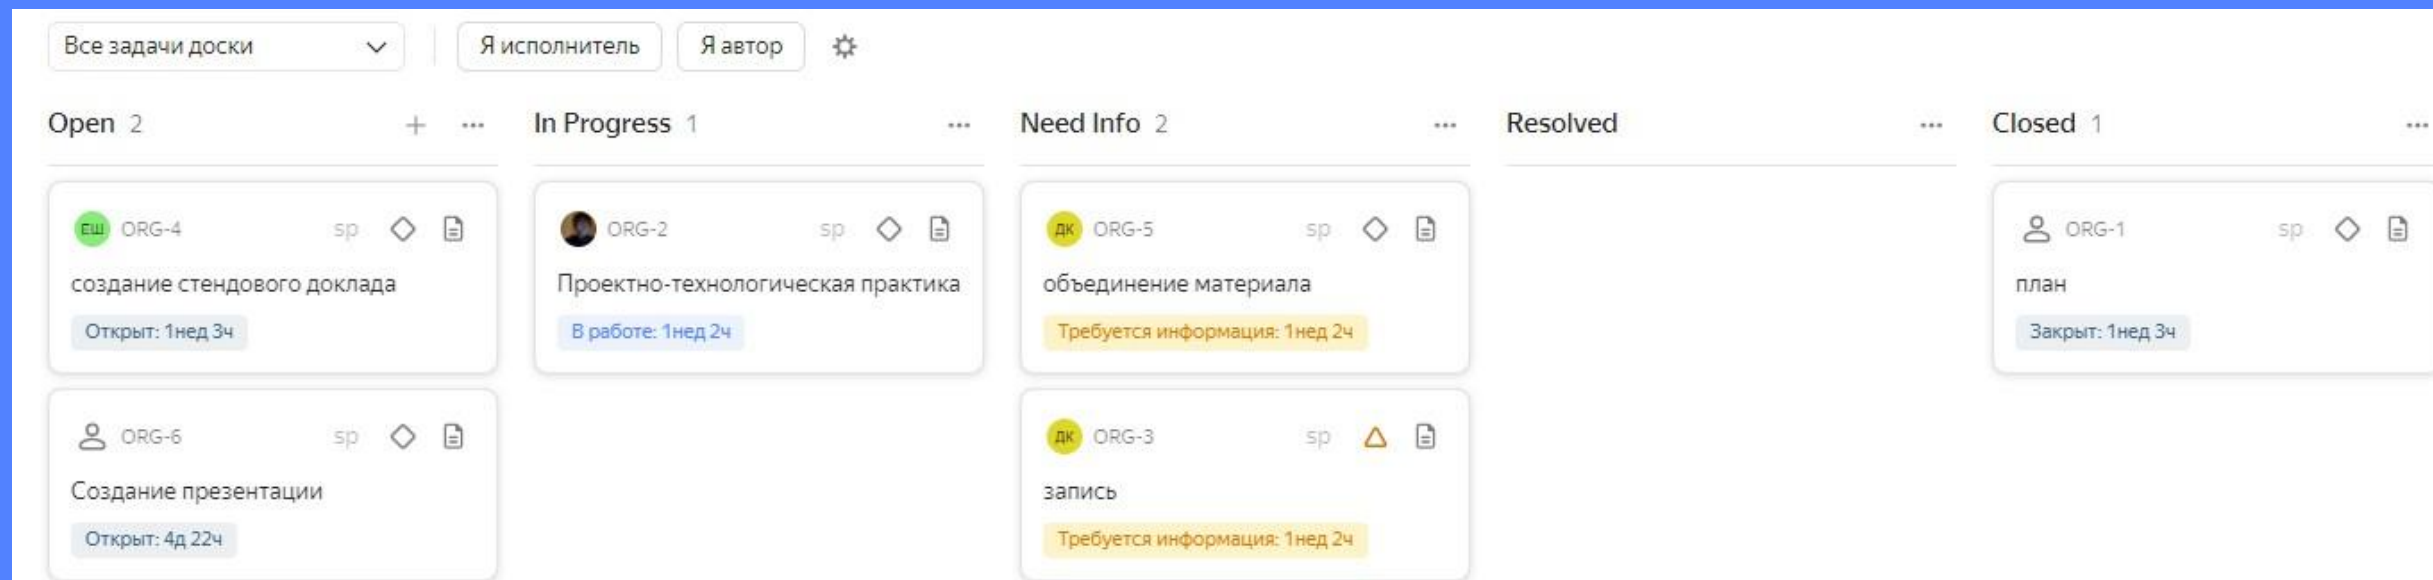 Все задачи доски
Я исполнитель
Я автор
Open 2
In Progress 1
Need Info 2
Resolved
Closed 1
ЕШ ORG-4 sp
создание стендового доклада
Открыт: 1нед 3ч
ORG-6 sp
Создание презентации
Открыт: 4д 22ч
ORG-2 sp
Проектно-технологическая практика
В работе: 1нед 2ч
ДК ORG-5 sp
объединение материала
Требуется информация: 1нед 2ч
ДК ORG-3 sp
запись
Требуется информация: 1нед 2ч
ORG-1 sp
план
Закрыт: 1нед 3ч